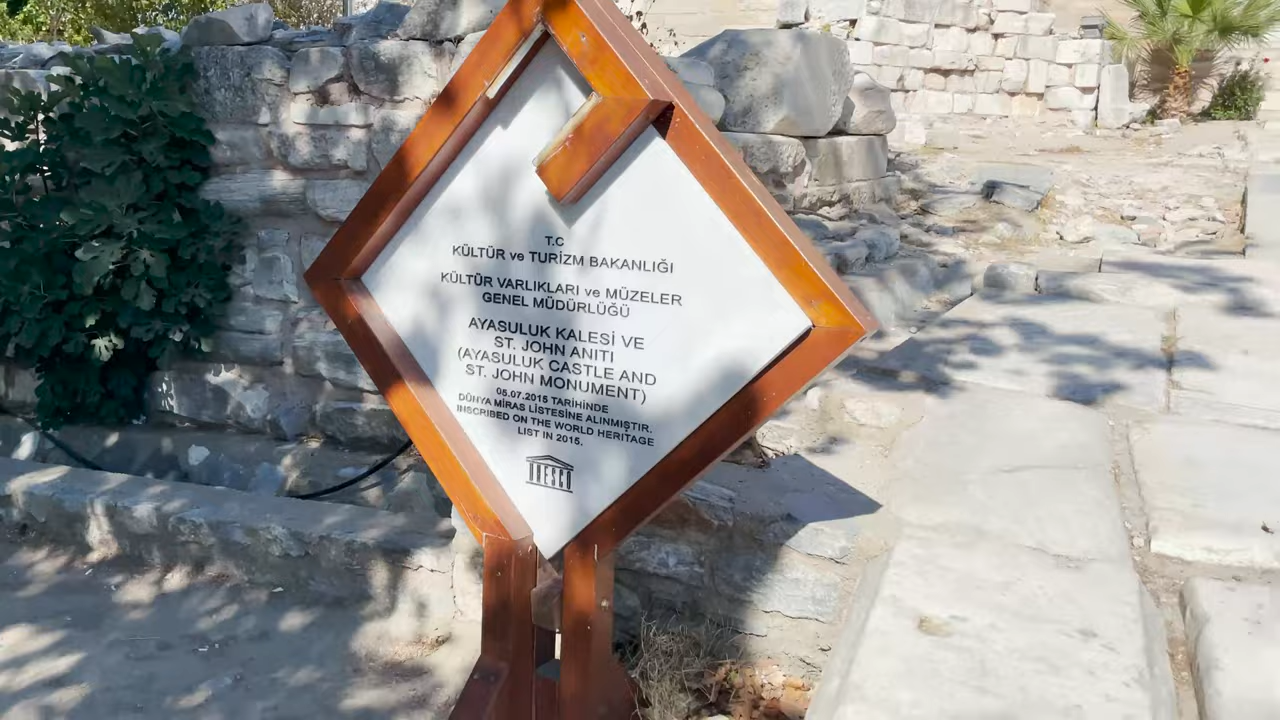 T.C
KÜLTÜR ve TURİZM BAKANLIĞI
KÜLTÜR VARLIKLARI ve MÜZELER
GENEL MÜDÜRLÜĞÜ
AYASULUK KALESİ VE
ST. JOHN ANITI
(AYASULUK CASTLE AND
ST. JOHN MONUMENT)
05.07.2015 TARİHİNDE
DÜNYA MİRAS LİSTESİNE ALINMIŞTIR.
INSCRIBED ON THE WORLD HERITAGE
LIST IN 2015.
UNESCO